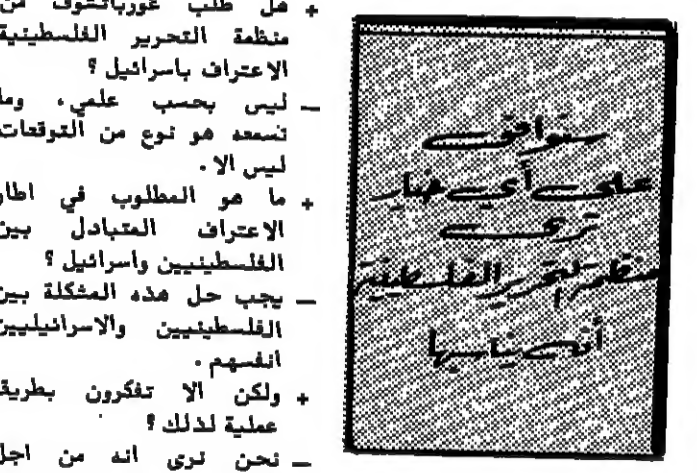 + هل طلب غورباتشوف من
منظمة التحرير الفلسطينية
الاعتراف باسرائيل ؟
ــ ليس بحسب علمي، وما
نسمعه هو نوع من التوقعات
ليس الا .
+ ما هو المطلوب في اطار
الاعتراف المتبادل بين
الفلسطينيين واسرائيل ؟
ــ يجب حل هذه المشكلة بين
الفلسطينيين والاسرائيليين
انفسهم .
+ ولكن الا تفكرون بطريقة
عملية لذلك ؟
ــ نحن نرى انه من اجل
سنوافق
على أي خيار
ترى
منظمة التحرير الفلسطينية
أنه يناسبها